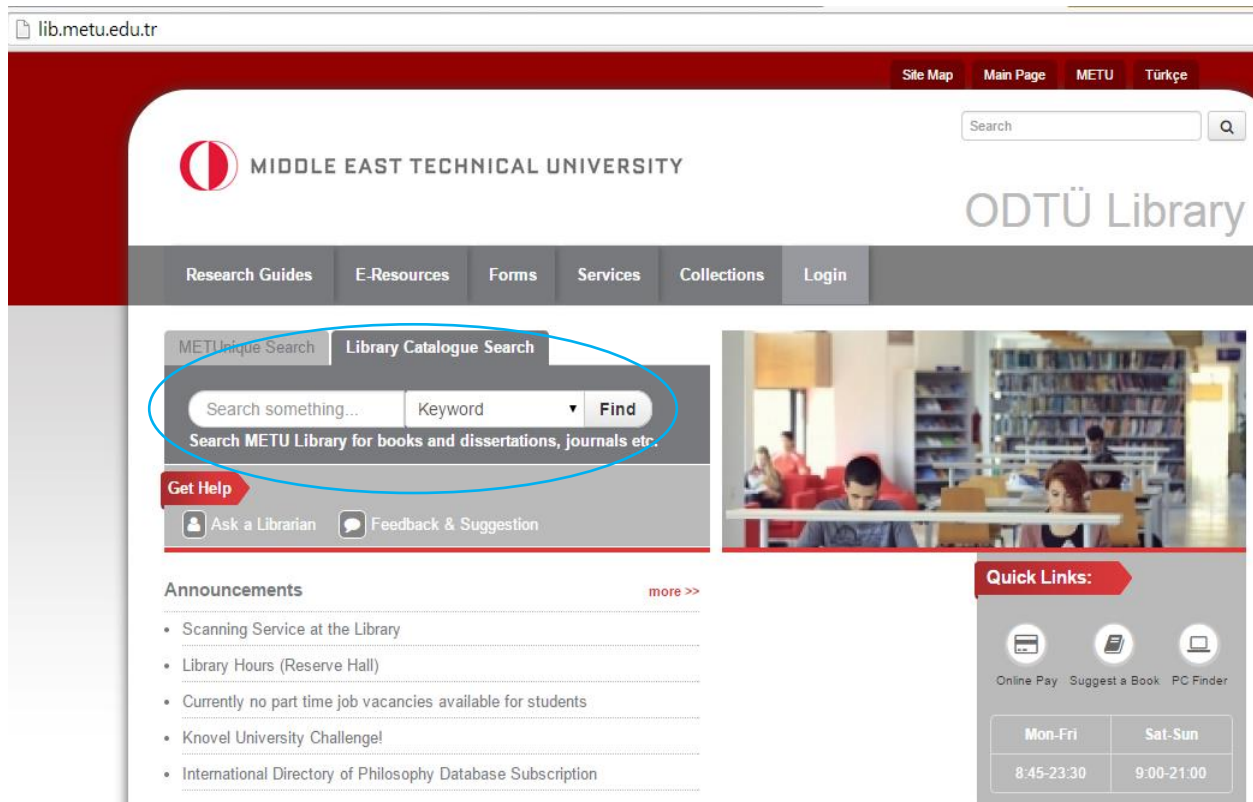 lib.metu.edu.tr
Site Map Main Page METU Türkçe
Search
MIDDLE EAST TECHNICAL UNIVERSITY
ODTÜ Library
Research Guides E-Resources Forms Services Collections Login
METUnique Search Library Catalogue Search
Search something... Keyword Find
Search METU Library for books and dissertations, journals etc.
Get Help
Ask a Librarian Feedback & Suggestion
Announcements more >>
Quick Links:
• Scanning Service at the Library
• Library Hours (Reserve Hall)
• Currently no part time job vacancies available for students
• Knovel University Challenge!
• International Directory of Philosophy Database Subscription
Online Pay Suggest a Book PC Finder
Mon-Fri Sat-Sun
8:45-23:30 9:00-21:00